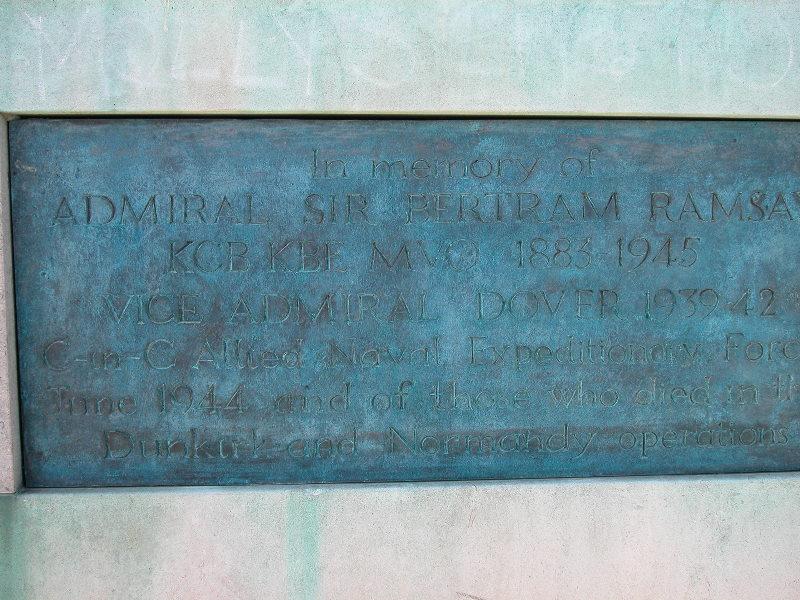 In memory of
ADMIRAL SIR BERTRAM RAMSAY
KCB KBE MVO 1883-1945
VICE ADMIRAL DOVER 1939-42
C-in-C Allied Naval Expeditionary Forc
June 1944 and of those who died in th
Dunkirk and Normandy operations